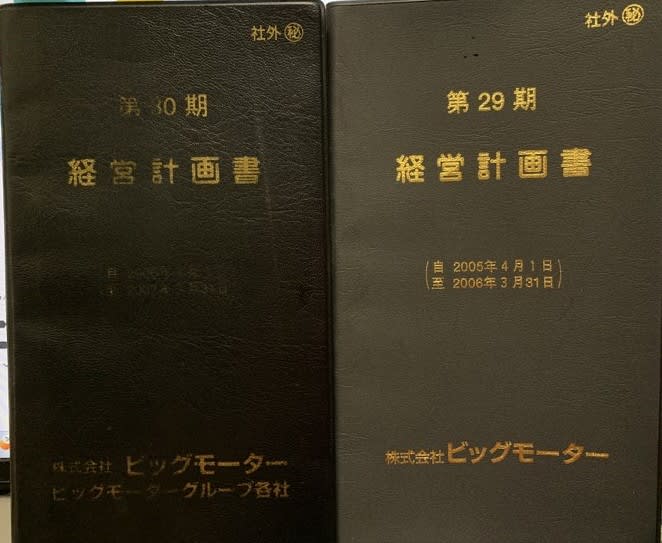 社外㊙
第30期
経営計画書
株式会社 ビッグモーター
ビッグモーターグループ各社
社外㊙
第29期
経営計画書
自 2005年4月1日
至 2006年3月31日
株式会社ビッグモーター